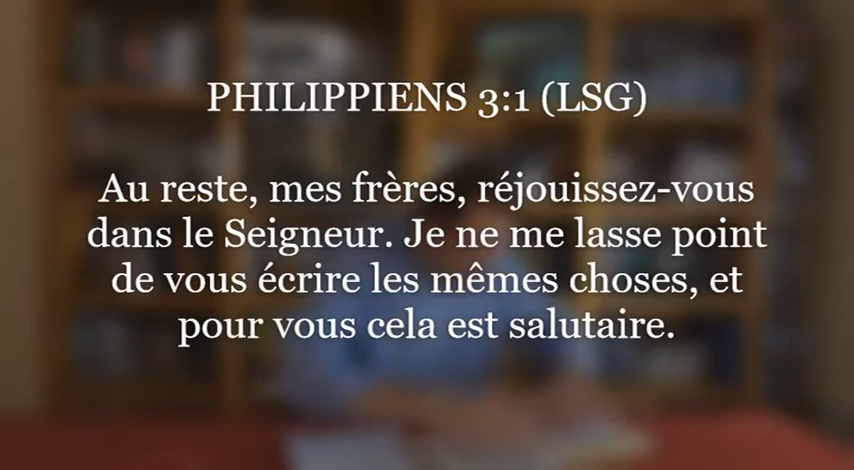 PHILIPPIENS 3:1 (LSG)
Au reste, mes frères, réjouissez-vous
dans le Seigneur. Je ne me lasse point
de vous écrire les mêmes choses, et
pour vous cela est salutaire.